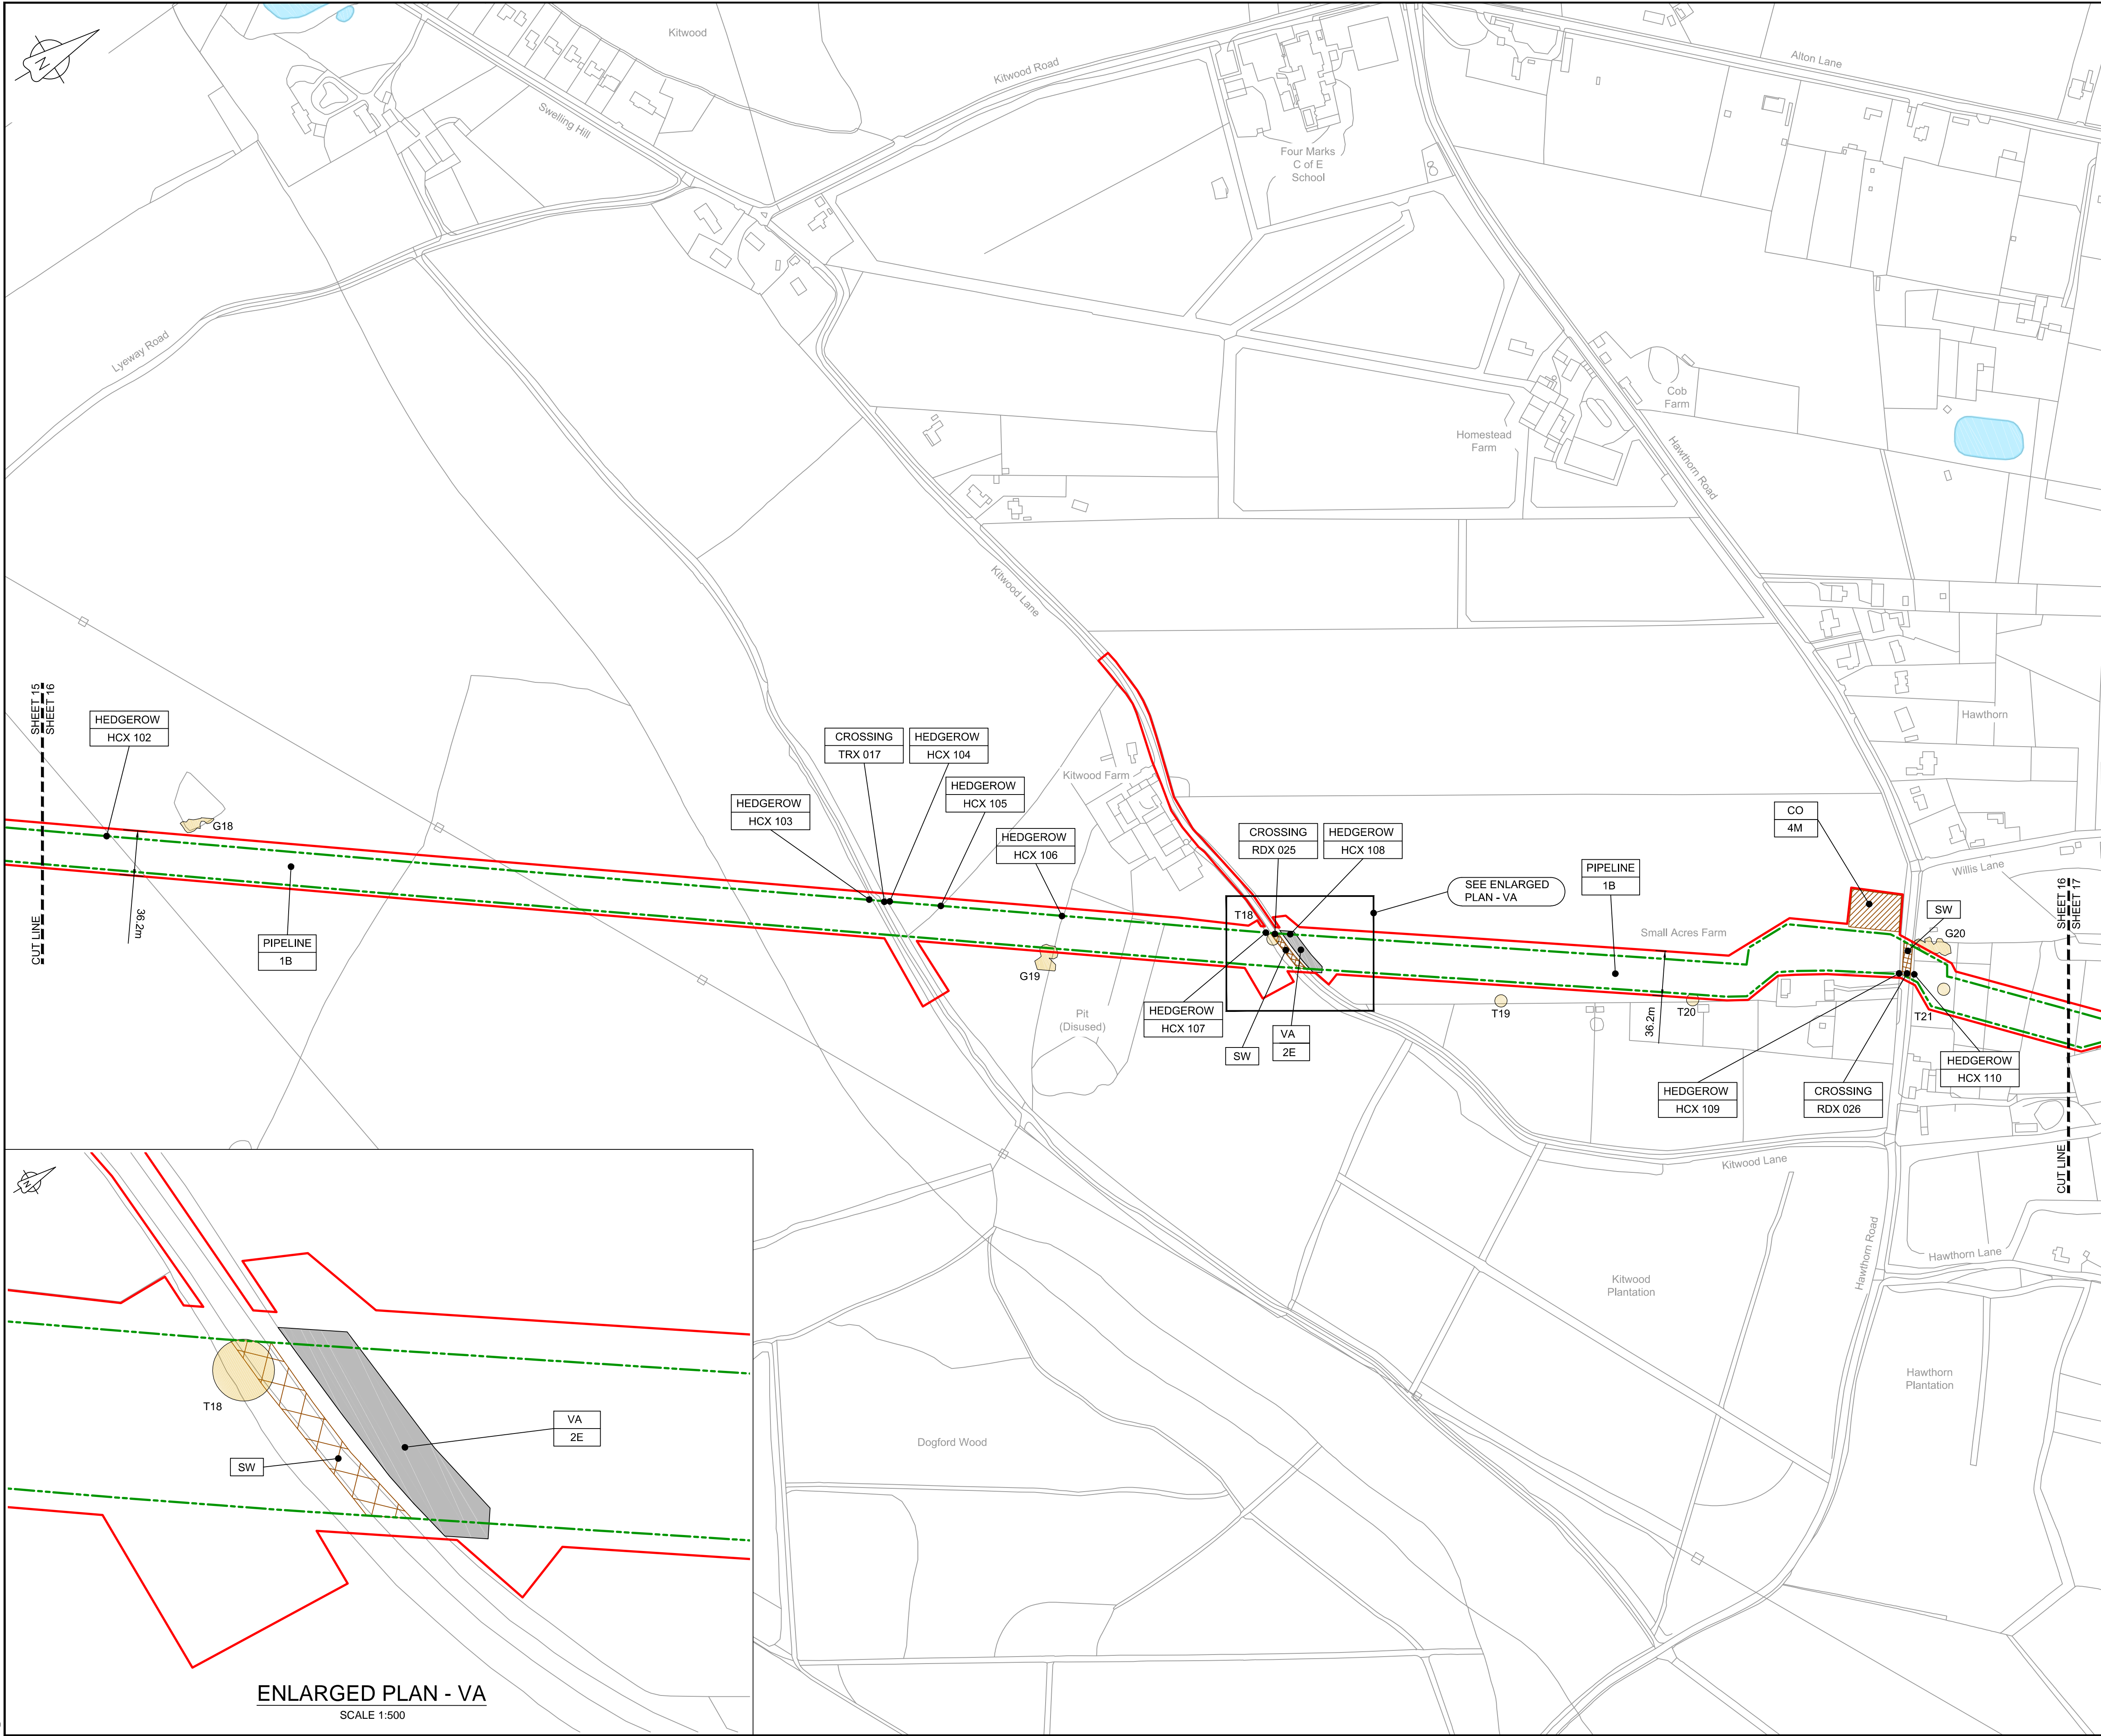 Kitwood
Kitwood Road
Alton Lane
Swelling Hill
Four Marks
C of E
School
Lyeway Road
Cob
Farm
Homestead
Farm
Hawthorn Road
Kitwood Lane
SHEET 15
SHEET 16
CUT LINE
HEDGEROW
HCX 102
G18
36.2m
PIPELINE
1B
CROSSING
TRX 017
HEDGEROW
HCX 104
HEDGEROW
HCX 103
HEDGEROW
HCX 105
HEDGEROW
HCX 106
Kitwood Farm
G19
Pit
(Disused)
CROSSING
RDX 025
HEDGEROW
HCX 108
T18
SEE ENLARGED
PLAN - VA
HEDGEROW
HCX 107
SW
VA
2E
PIPELINE
1B
Small Acres Farm
T19
T20
36.2m
CO
4M
Hawthorn
Willis Lane
SW
G20
T21
HEDGEROW
HCX 109
CROSSING
RDX 026
HEDGEROW
HCX 110
SHEET 16
SHEET 17
CUT LINE
Kitwood Lane
Hawthorn Road
Hawthorn Lane
Kitwood
Plantation
Hawthorn
Plantation
Dogford Wood
N
T18
SW
VA
2E
ENLARGED PLAN - VA
SCALE 1:500
N